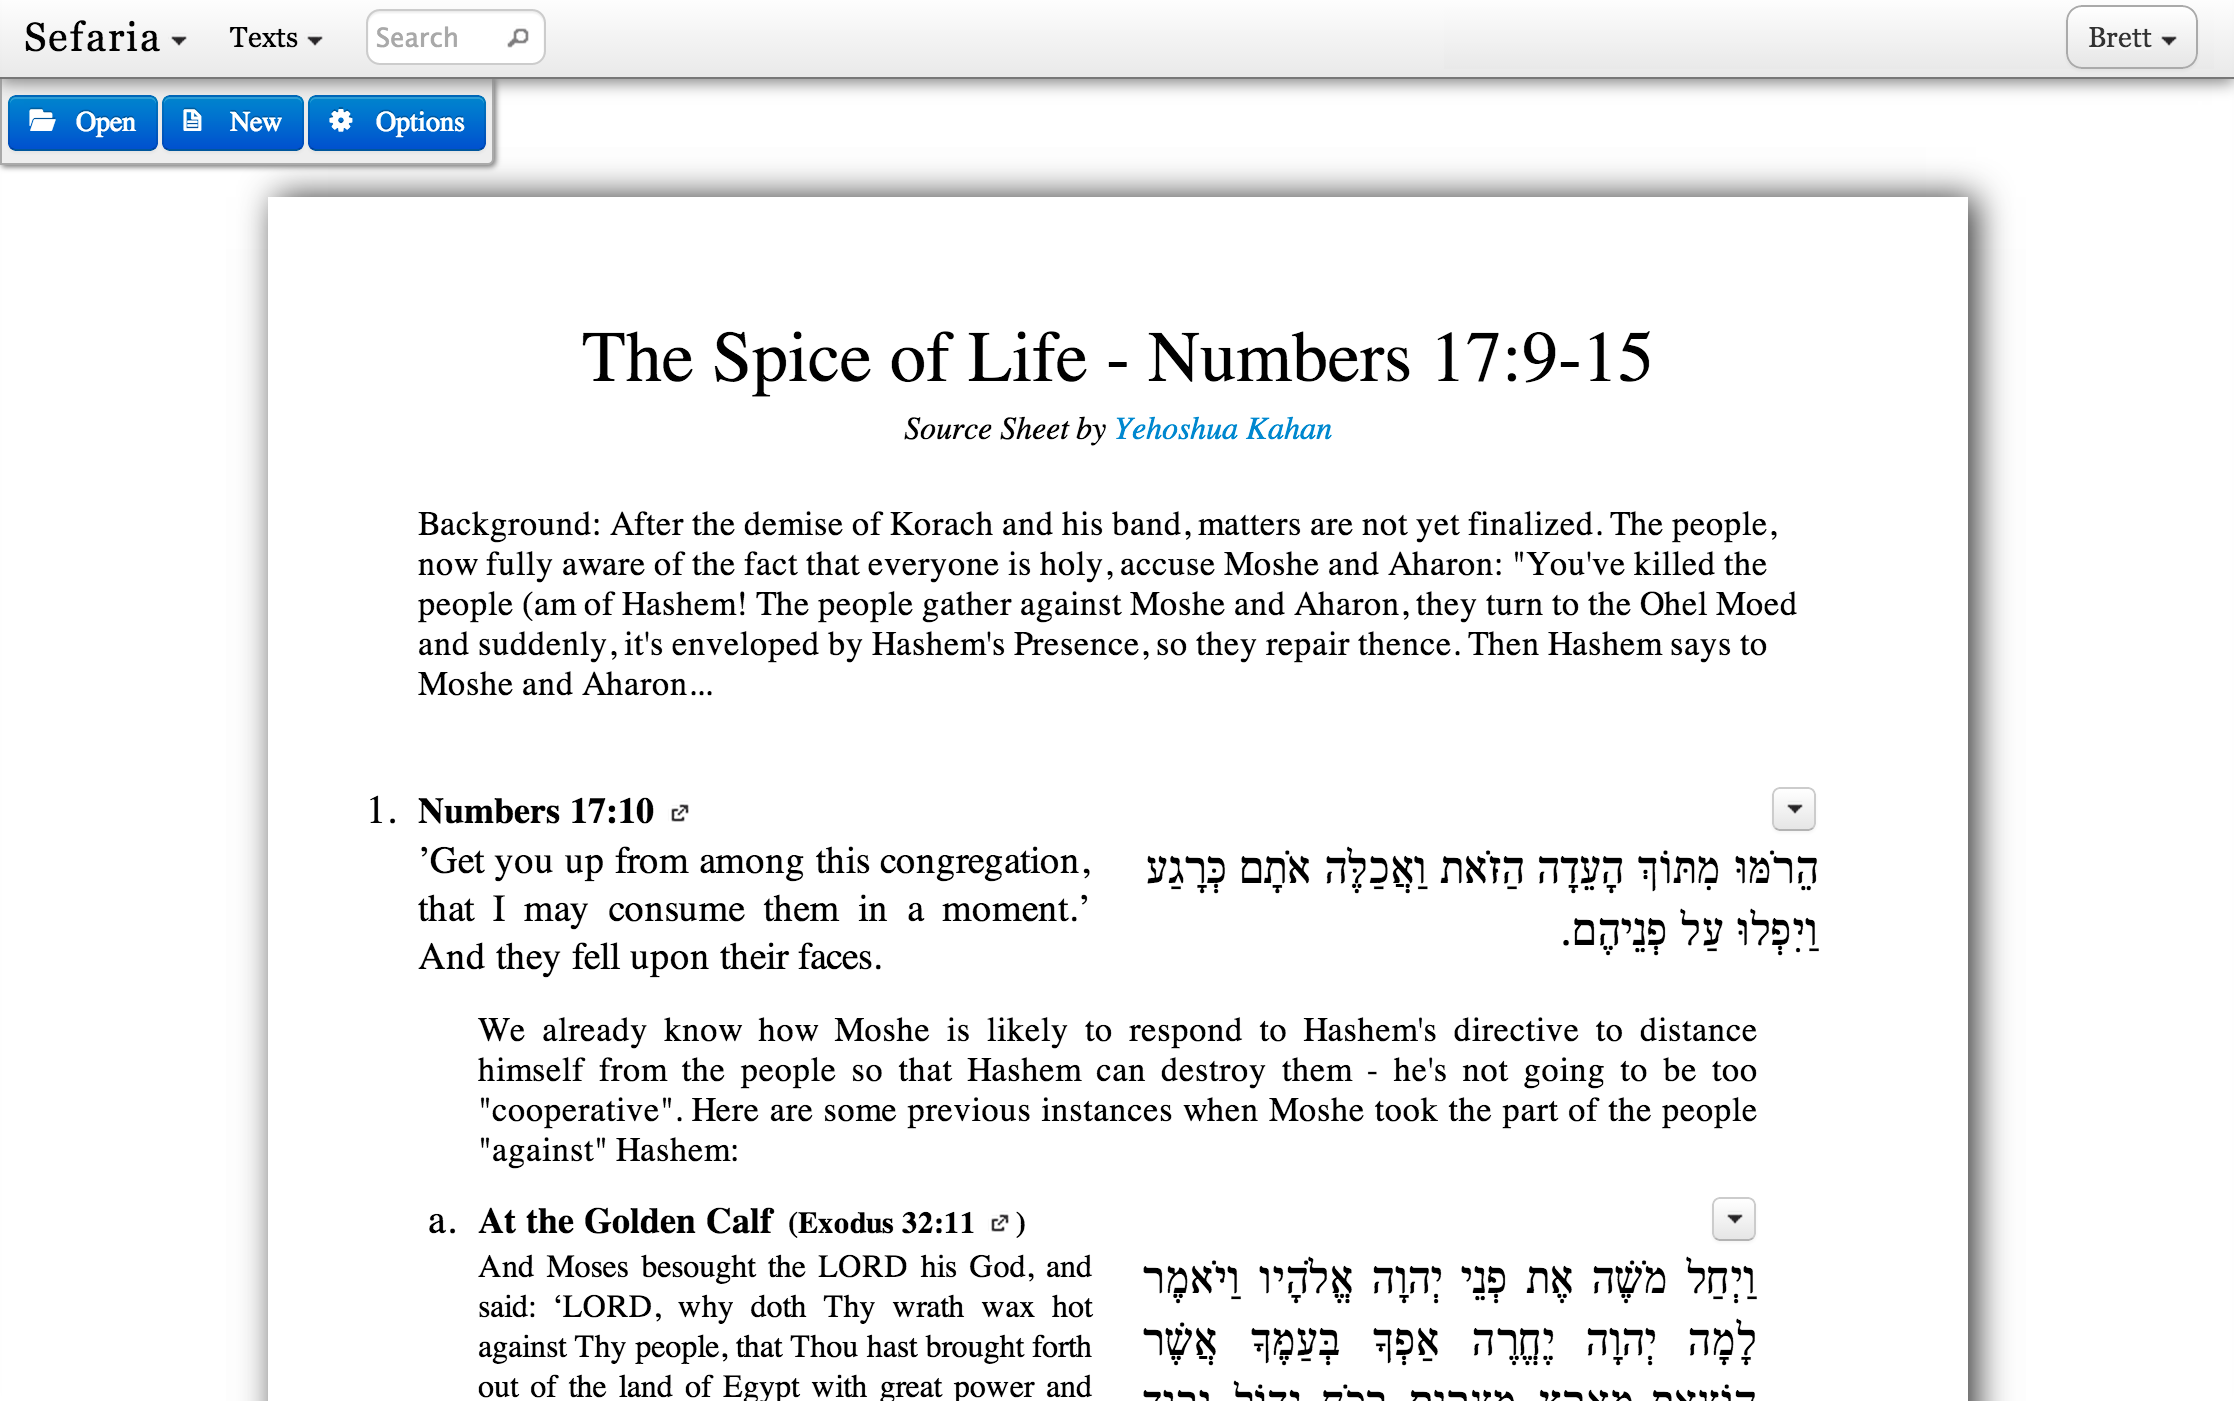 Sefaria Texts Search Brett
Open New Options
The Spice of Life - Numbers 17:9-15
Source Sheet by Yehoshua Kahan
Background: After the demise of Korach and his band, matters are not yet finalized. The people,
now fully aware of the fact that everyone is holy, accuse Moshe and Aharon: "You've killed the
people (am of Hashem! The people gather against Moshe and Aharon, they turn to the Ohel Moed
and suddenly, it's enveloped by Hashem's Presence, so they repair thence. Then Hashem says to
Moshe and Aharon...
1. Numbers 17:10
’Get you up from among this congregation,
that I may consume them in a moment.’
And they fell upon their faces.
הֵרֹמּוּ מִתּוֹךְ הָעֵדָה הַזֹּאת וַאֲכַלֶּה אֹתָם כְּרָגַע
וַיִּפְּלוּ עַל פְּנֵיהֶם.
We already know how Moshe is likely to respond to Hashem's directive to distance
himself from the people so that Hashem can destroy them - he's not going to be too
"cooperative". Here are some previous instances when Moshe took the part of the people
"against" Hashem:
a. At the Golden Calf (Exodus 32:11 )
And Moses besought the LORD his God, and
said: ‘LORD, why doth Thy wrath wax hot
against Thy people, that Thou hast brought forth
out of the land of Egypt with great power and
וַיְחַל מֹשֶׁה אֶת פְּנֵי יְהוָה אֱלֹהָיו וַיֹּאמֶר
לָמָה יְהוָה יֶחֱרֶה אַפְּךָ בְּעַמֶּךָ אֲשֶׁר